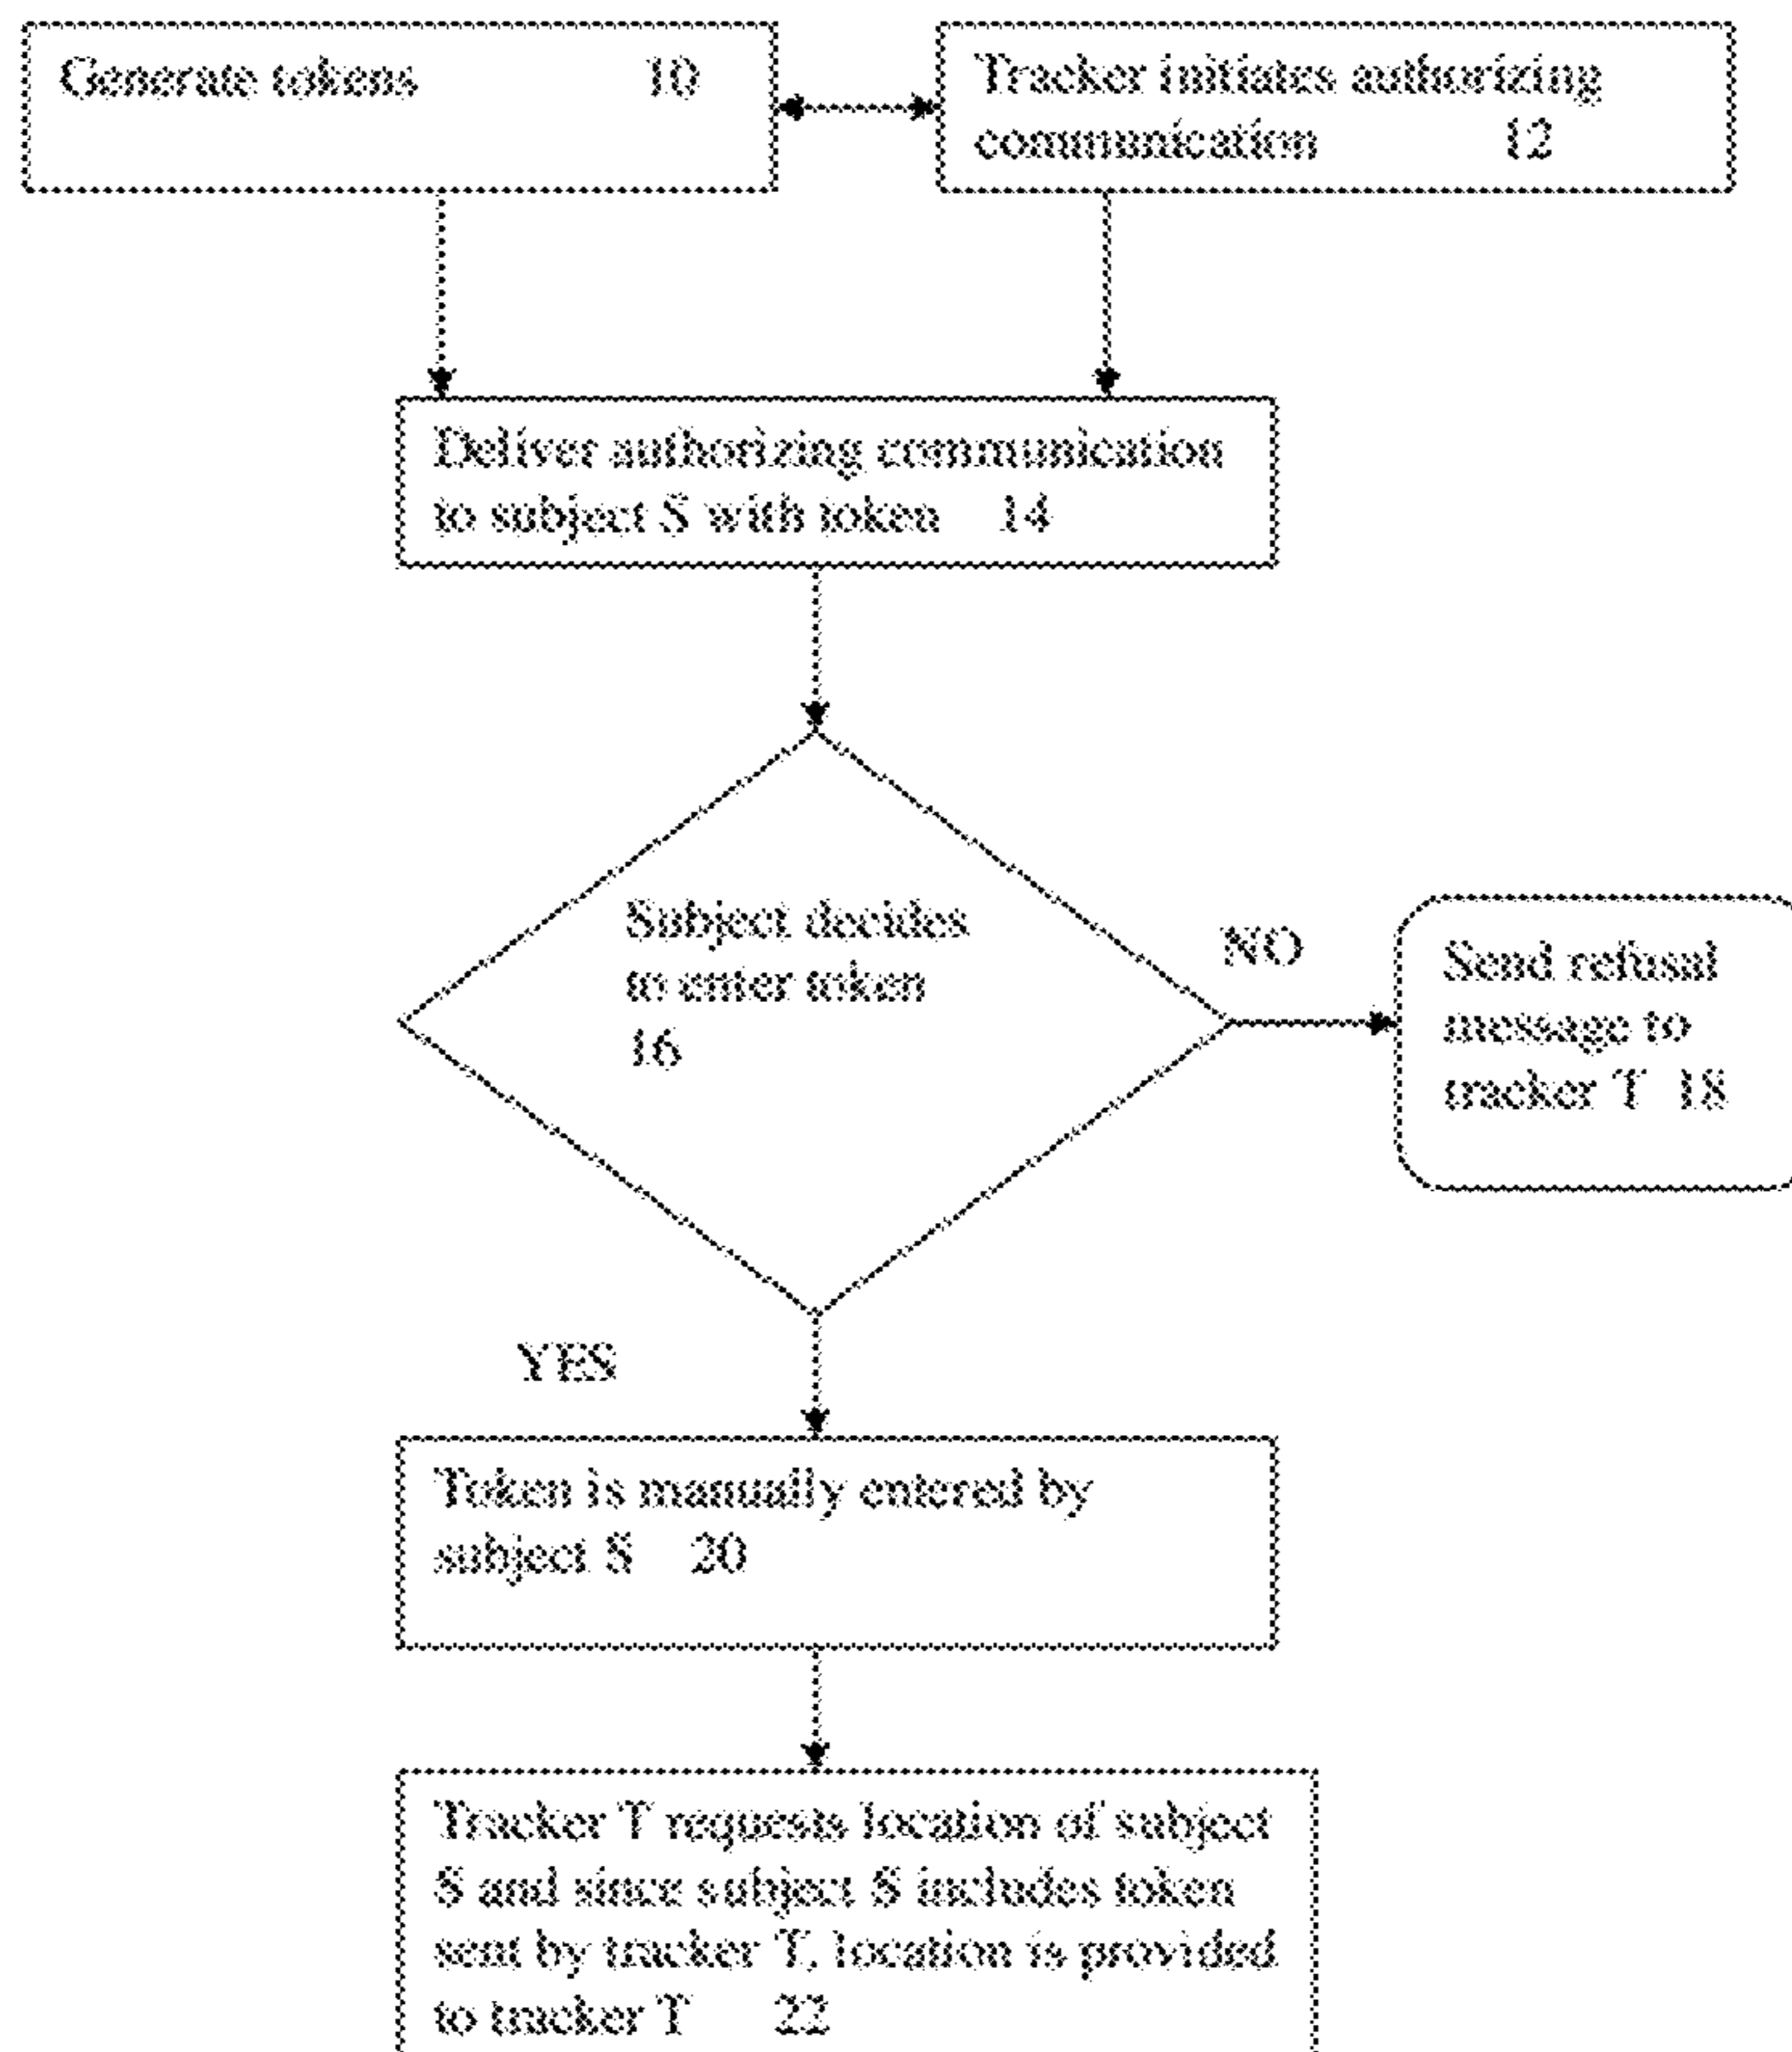 Generate tokens 10
Tracker initiates authorizing
communication 12
Deliver authorizing communication
to subject S with token 14
Subject decides
to enter token
16
NO
Send refusal
message to
tracker T 18
YES
Token is manually entered by
subject S 20
Tracker T requests location of subject
S and since subject S includes token
sent by tracker T, location is provided
to tracker T 22